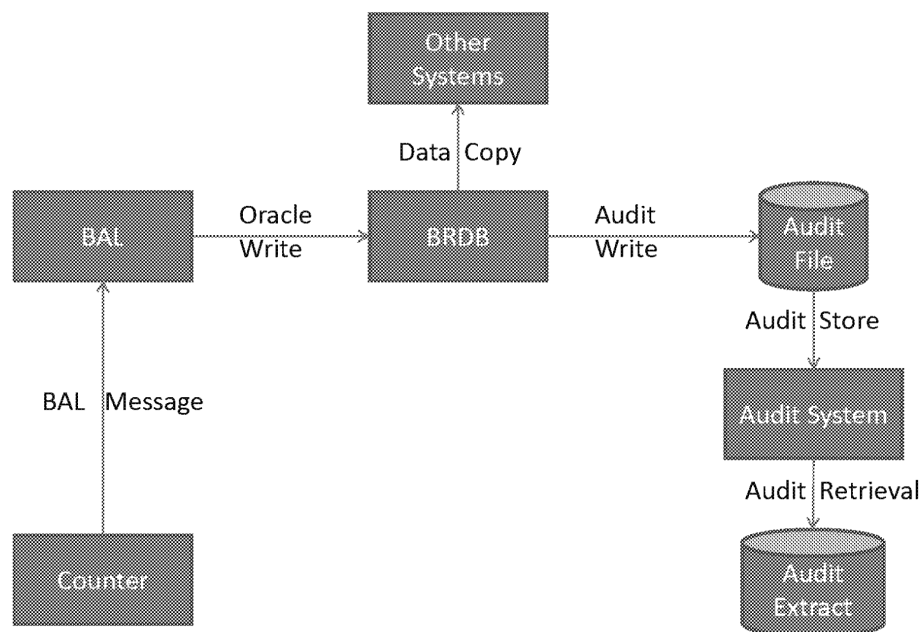 Other
Systems
Data Copy
BAL
Oracle
Write
BRDB
Audit
Write
Audit
File
Audit Store
BAL Message
Audit System
Audit Retrieval
Counter
Audit
Extract